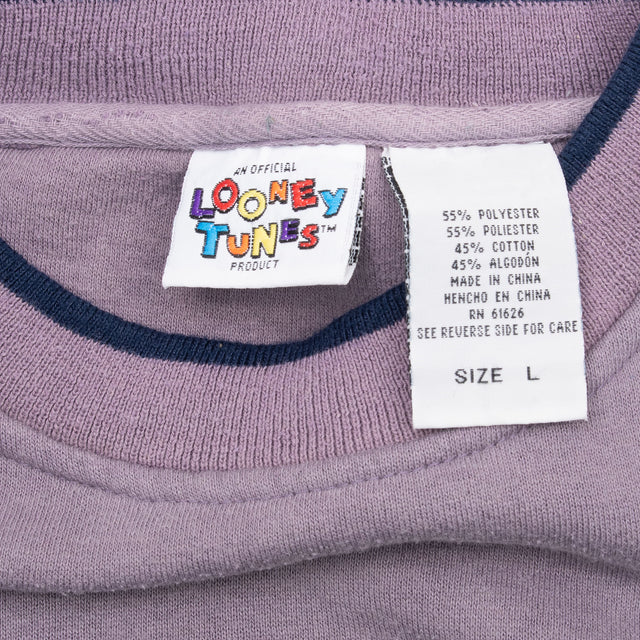 AN OFFICIAL
LOONEY
TUNES™
PRODUCT
55% POLYESTER
55% POLIESTER
45% COTTON
45% ALGODÓN
MADE IN CHINA
HENCHO EN CHINA
RN 61626
SEE REVERSE SIDE FOR CARE
SIZE L